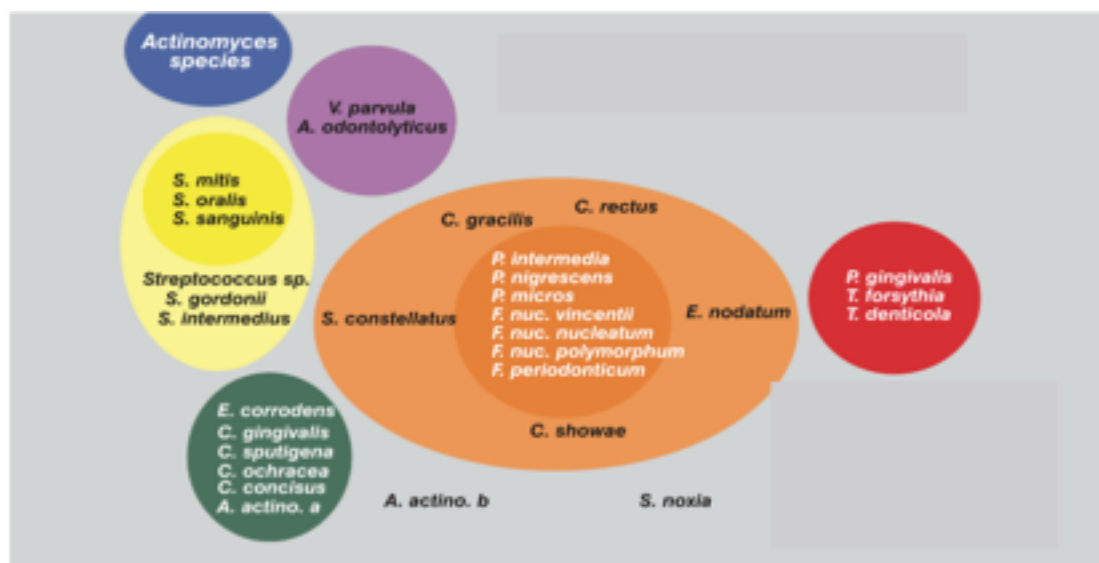 Actinomyces
species
V. parvula
A. odontolyticus
S. mitis
S. oralis
S. sanguinis
Streptococcus sp.
S. gordonii
S. intermedius
C. gracilis
C. rectus
P. intermedia
P. nigrescens
P. micros
F. nuc. vincentii
F. nuc. nucleatum
F. nuc. polymorphum
F. periodonticum
S. constellatus
E. nodatum
C. showae
P. gingivalis
T. forsythia
T. denticola
E. corrodens
C. gingivalis
C. sputigena
C. ochracea
C. concisus
A. actino. a
A. actino. b
S. noxia